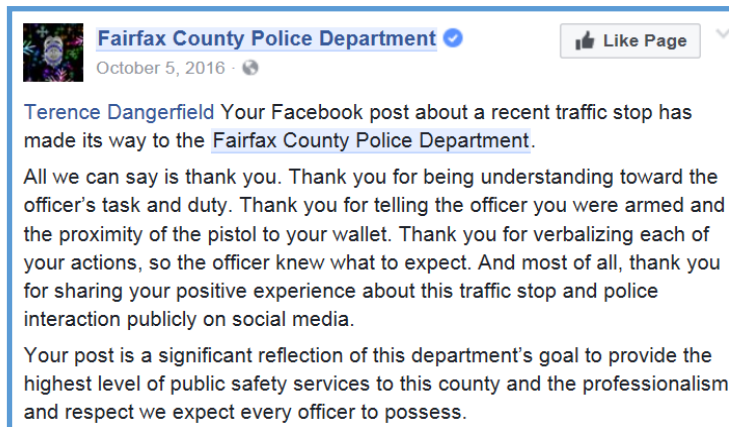 Fairfax County Police Department
Like Page
October 5, 2016 ·
Terence Dangerfield Your Facebook post about a recent traffic stop has
made its way to the Fairfax County Police Department.
All we can say is thank you. Thank you for being understanding toward the
officer's task and duty. Thank you for telling the officer you were armed and
the proximity of the pistol to your wallet. Thank you for verbalizing each of
your actions, so the officer knew what to expect. And most of all, thank you
for sharing your positive experience about this traffic stop and police
interaction publicly on social media.
Your post is a significant reflection of this department's goal to provide the
highest level of public safety services to this county and the professionalism
and respect we expect every officer to possess.